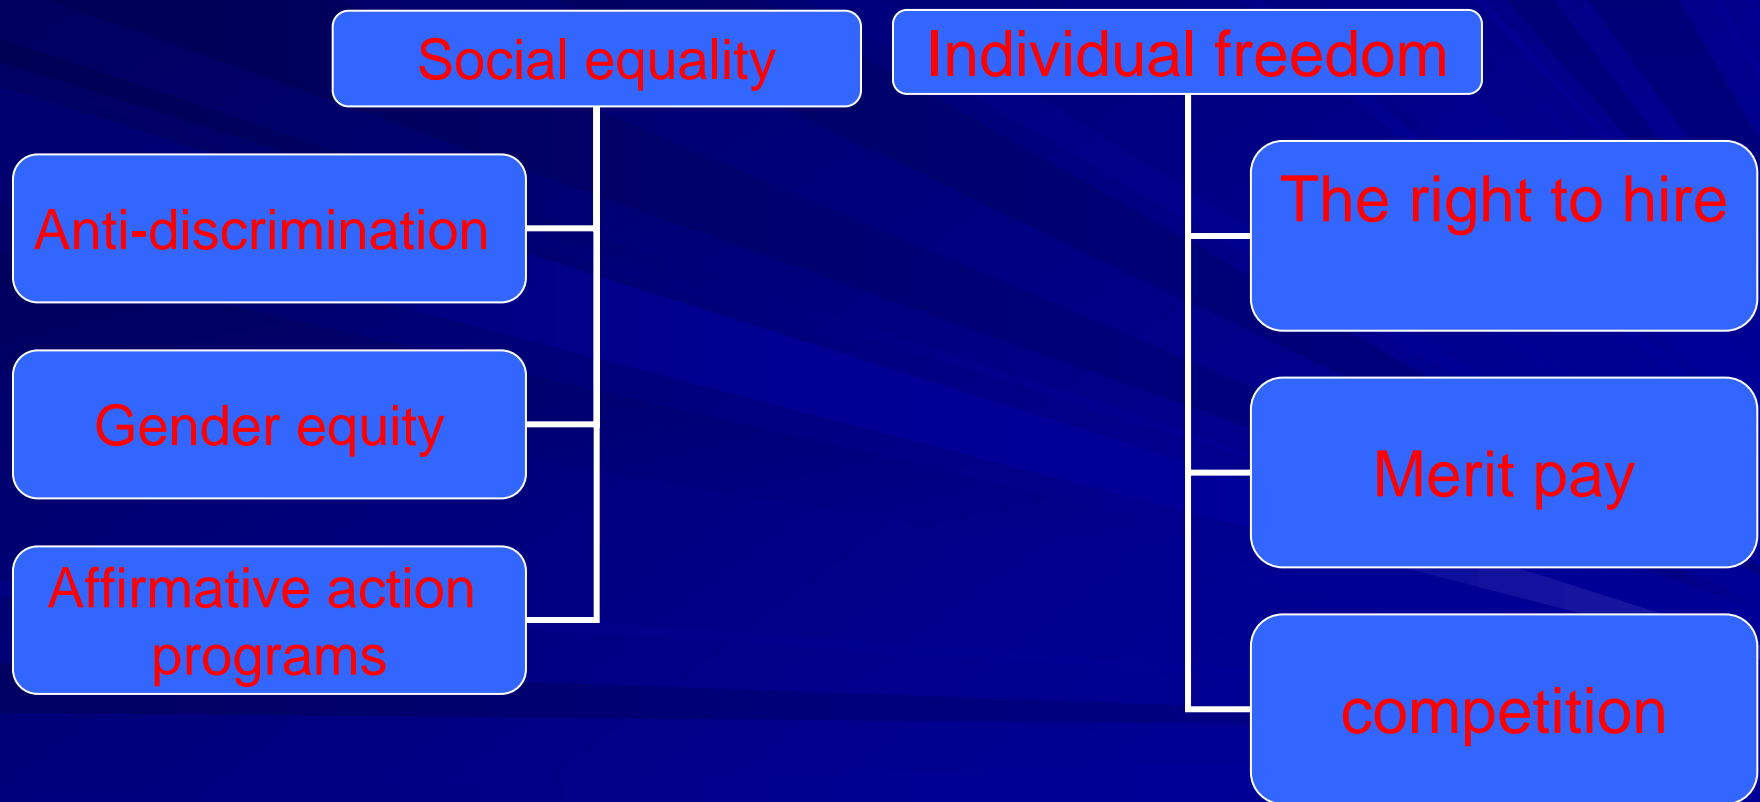 Social equality
Anti-discrimination
Gender equity
Affirmative action
programs
Individual freedom
The right to hire
Merit pay
competition